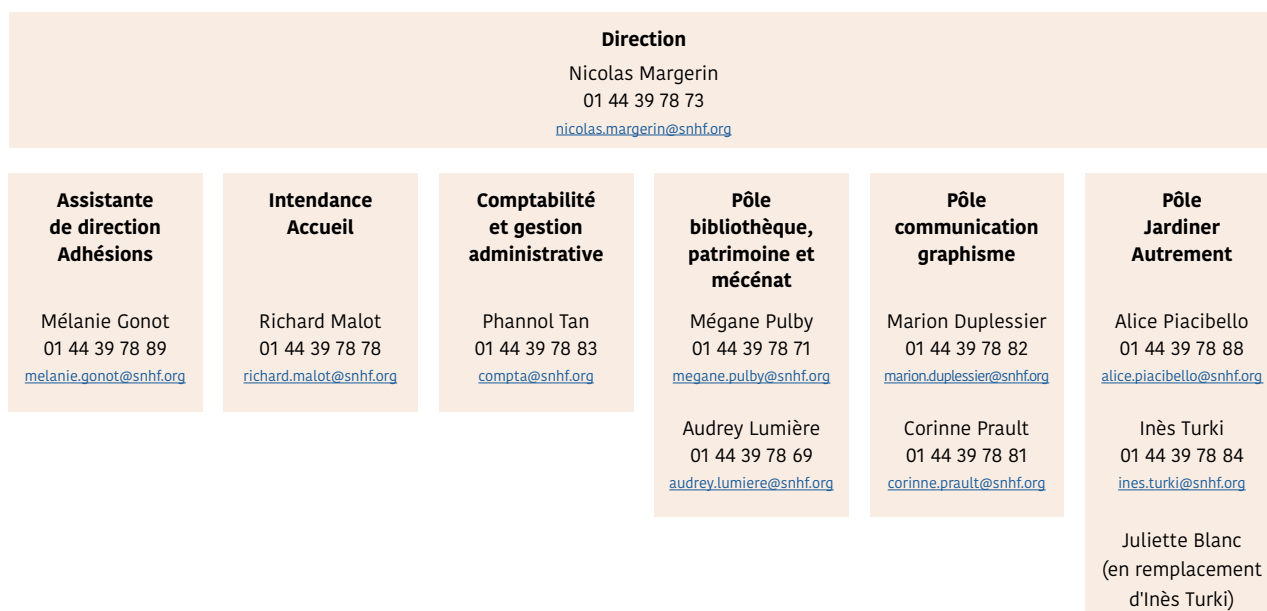 Direction
Nicolas Margerin
01 44 39 78 73
nicolas.margerin@snhf.org
Assistante
de direction
Adhésions
Mélanie Gonot
01 44 39 78 89
melanie.gonot@snhf.org
Intendance
Accueil
Richard Malot
01 44 39 78 78
richard.malot@snhf.org
Comptabilité
et gestion
administrative
Phannol Tan
01 44 39 78 83
compta@snhf.org
Pôle
bibliothèque,
patrimoine et
mécénat
Mégane Pulby
01 44 39 78 71
megane.pulby@snhf.org
Audrey Lumière
01 44 39 78 69
audrey.lumiere@snhf.org
Pôle
communication
graphisme
Marion Duplessier
01 44 39 78 82
marion.duplessier@snhf.org
Corinne Prault
01 44 39 78 81
corinne.prault@snhf.org
Pôle
Jardiner
Autrement
Alice Piacibello
01 44 39 78 88
alice.piacibello@snhf.org
Inès Turki
01 44 39 78 84
ines.turki@snhf.org
Juliette Blanc
(en remplacement
d'Inès Turki)